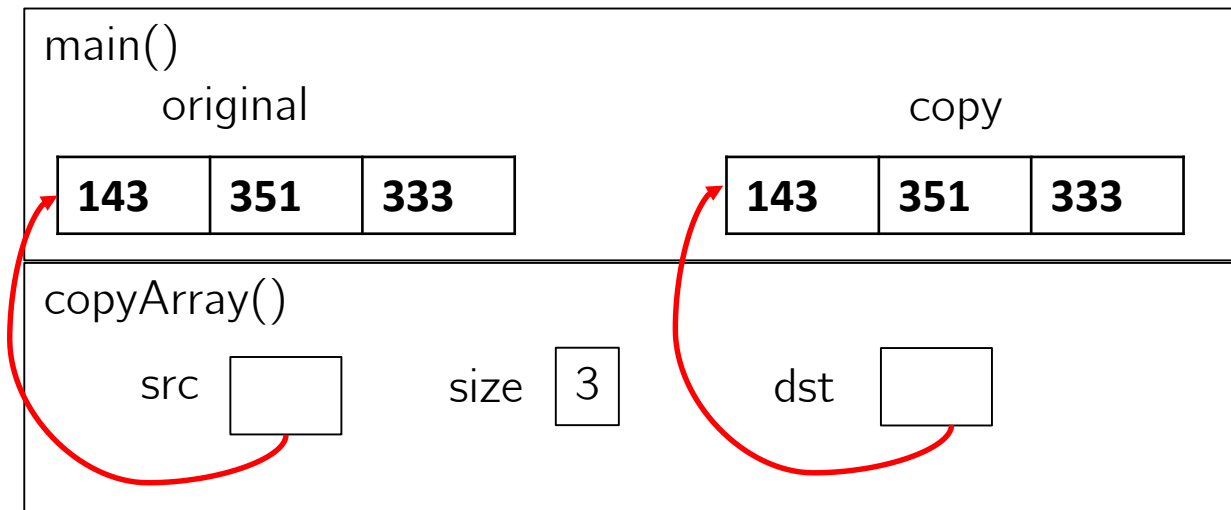 main()
original copy
143 351 333 143 351 333
copyArray()
src size 3 dst